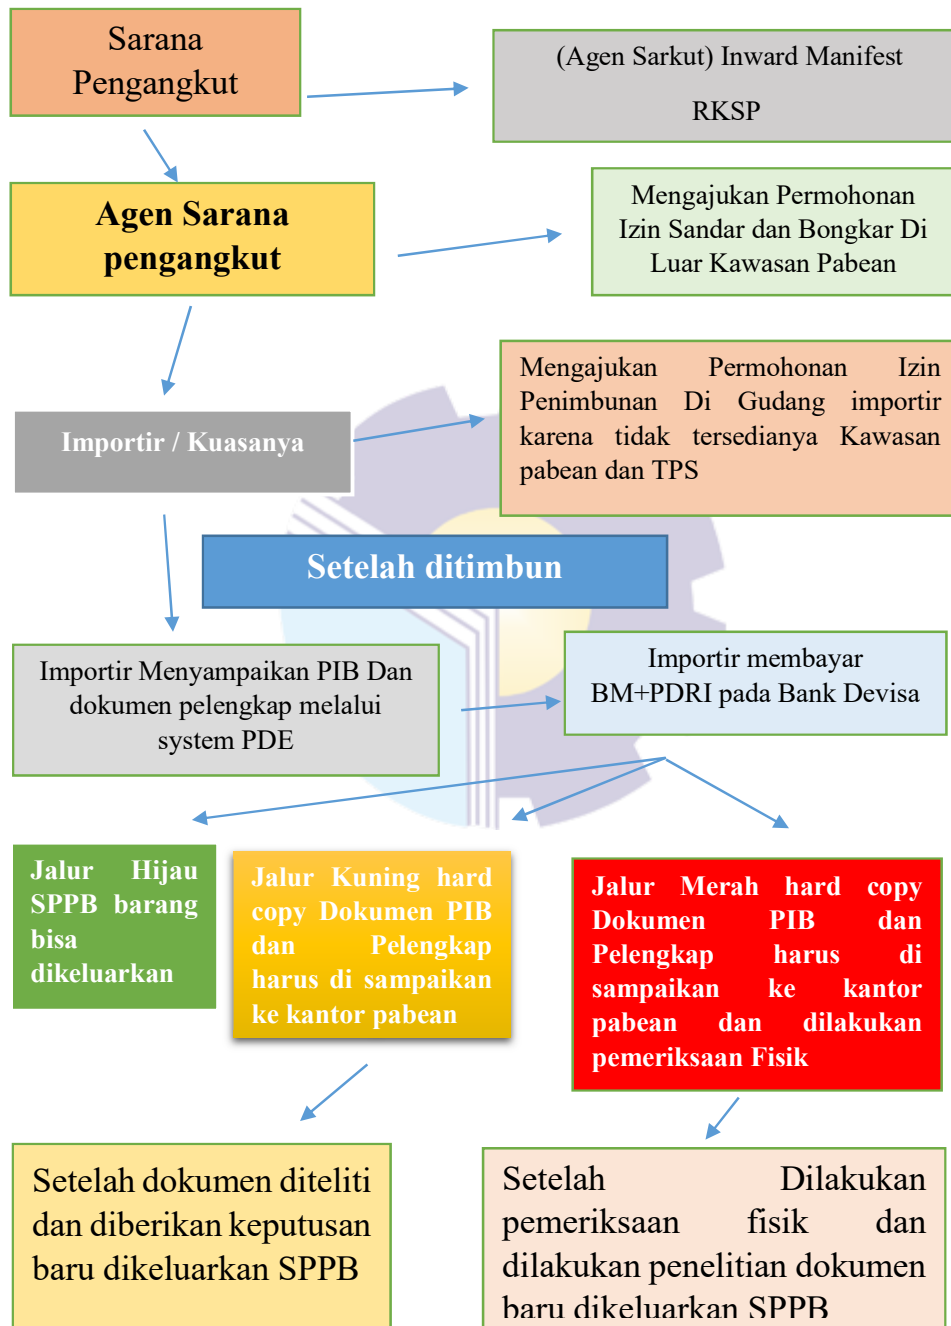 Sarana
Pengangkut
(Agen Sarkut) Inward Manifest
RKSP
Agen Sarana
pengangkut
Mengajukan Permohonan
Izin Sandar dan Bongkar Di
Luar Kawasan Pabean
Importir / Kuasanya
Mengajukan Permohonan Izin
Penimbunan Di Gudang importir
karena tidak tersedianya Kawasan
pabean dan TPS
Setelah ditimbun
Importir Menyampaikan PIB Dan
dokumen pelengkap melalui
system PDE
Importir membayar
BM+PDRI pada Bank Devisa
Jalur Hijau
SPPB barang
bisa
dikeluarkan
Jalur Kuning hard
copy Dokumen PIB
dan Pelengkap
harus di sampaikan
ke kantor pabean
Jalur Merah hard copy
Dokumen PIB dan
Pelengkap harus di
sampaikan ke kantor
pabean dan dilakukan
pemeriksaan Fisik
Setelah dokumen diteliti
dan diberikan keputusan
baru dikeluarkan SPPB
Setelah Dilakukan
pemeriksaan fisik dan
dilakukan penelitian dokumen
baru dikeluarkan SPPB